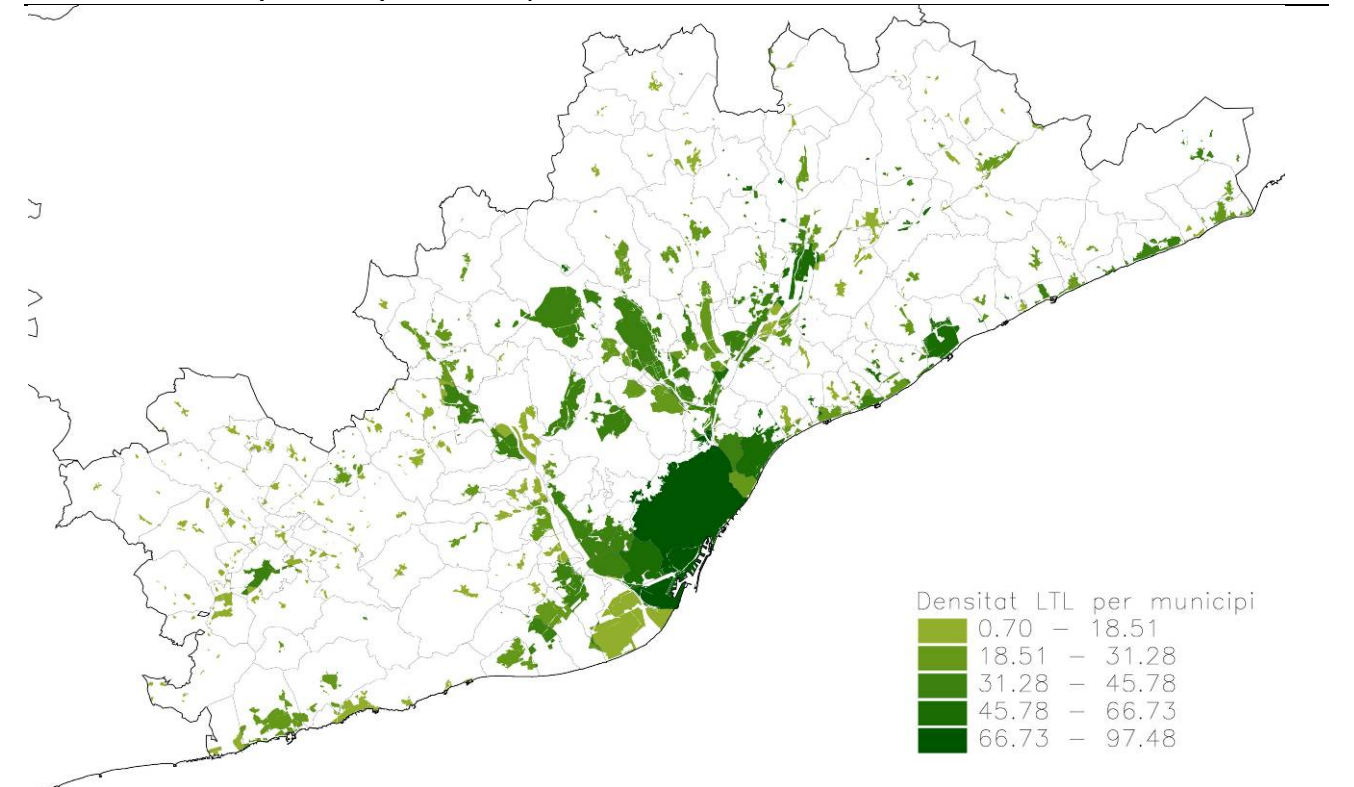 Densitat LTL per municipi
0.70 – 18.51
18.51 – 31.28
31.28 – 45.78
45.78 – 66.73
66.73 – 97.48